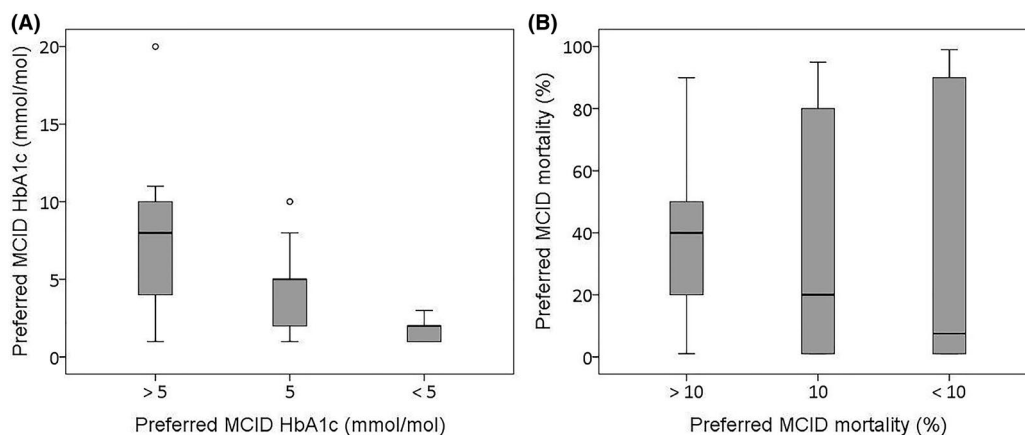 (A)
Preferred MCID HbA1c (mmol/mol)
20
15
10
5
0
> 5
5
< 5
Preferred MCID HbA1c (mmol/mol)
(B)
Preferred MCID mortality (%)
100
80
60
40
20
0
> 10
10
< 10
Preferred MCID mortality (%)